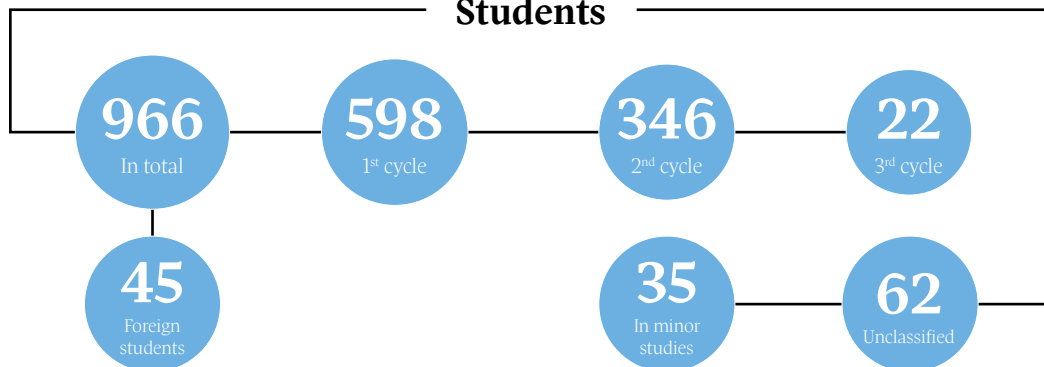 Students
966
In total
598
1st cycle
346
2nd cycle
22
3rd cycle
45
Foreign
students
35
In minor
studies
62
Unclassified